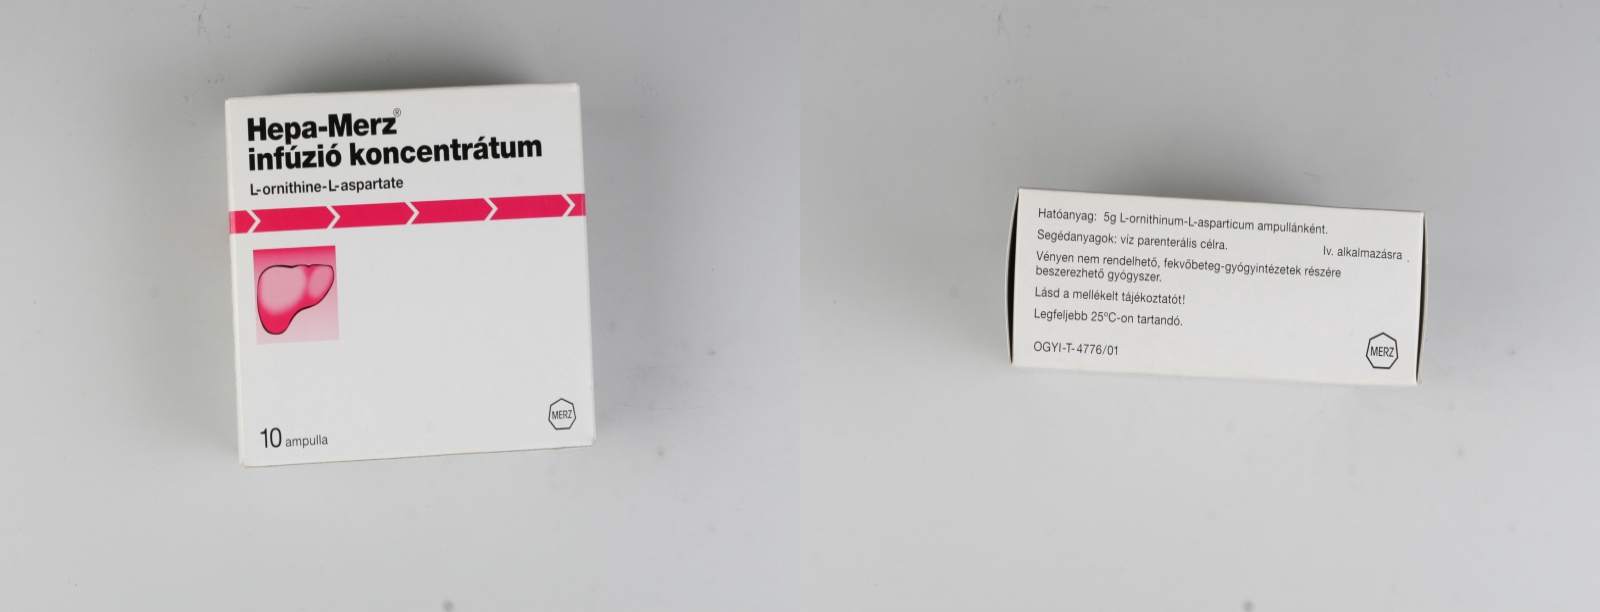 Hepa-Merz®
infúzió koncentrátum
L-ornithine-L-aspartate
10 ampulla
MERZ
Hatóanyag: 5g L-ornithinum-L-asparticum ampullánként.
Segédanyagok: víz parenterális célra.
Iv. alkalmazásra .
Vényen nem rendelhető, fekvőbeteg-gyógyintézetek részére
beszerezhető gyógyszer.
Lásd a mellékelt tájékoztatót!
Legfeljebb 25°C-on tartandó.
OGYI-T-4776/01
MERZ